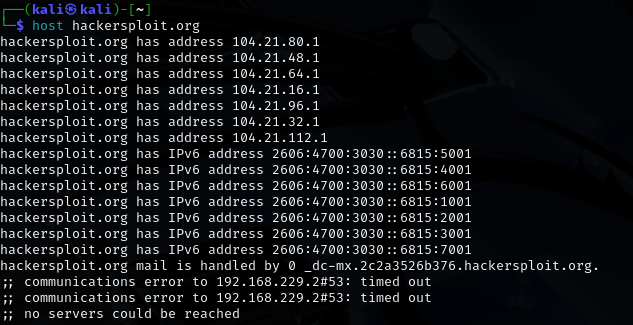 ┌──(kali㉿kali)-[~]
└─$ host hackersploit.org
hackersploit.org has address 104.21.80.1
hackersploit.org has address 104.21.48.1
hackersploit.org has address 104.21.64.1
hackersploit.org has address 104.21.16.1
hackersploit.org has address 104.21.96.1
hackersploit.org has address 104.21.32.1
hackersploit.org has address 104.21.112.1
hackersploit.org has IPv6 address 2606:4700:3030::6815:5001
hackersploit.org has IPv6 address 2606:4700:3030::6815:4001
hackersploit.org has IPv6 address 2606:4700:3030::6815:6001
hackersploit.org has IPv6 address 2606:4700:3030::6815:1001
hackersploit.org has IPv6 address 2606:4700:3030::6815:2001
hackersploit.org has IPv6 address 2606:4700:3030::6815:3001
hackersploit.org has IPv6 address 2606:4700:3030::6815:7001
hackersploit.org mail is handled by 0 _dc-mx.2c2a3526b376.hackersploit.org.
;; communications error to 192.168.229.2#53: timed out
;; communications error to 192.168.229.2#53: timed out
;; no servers could be reached